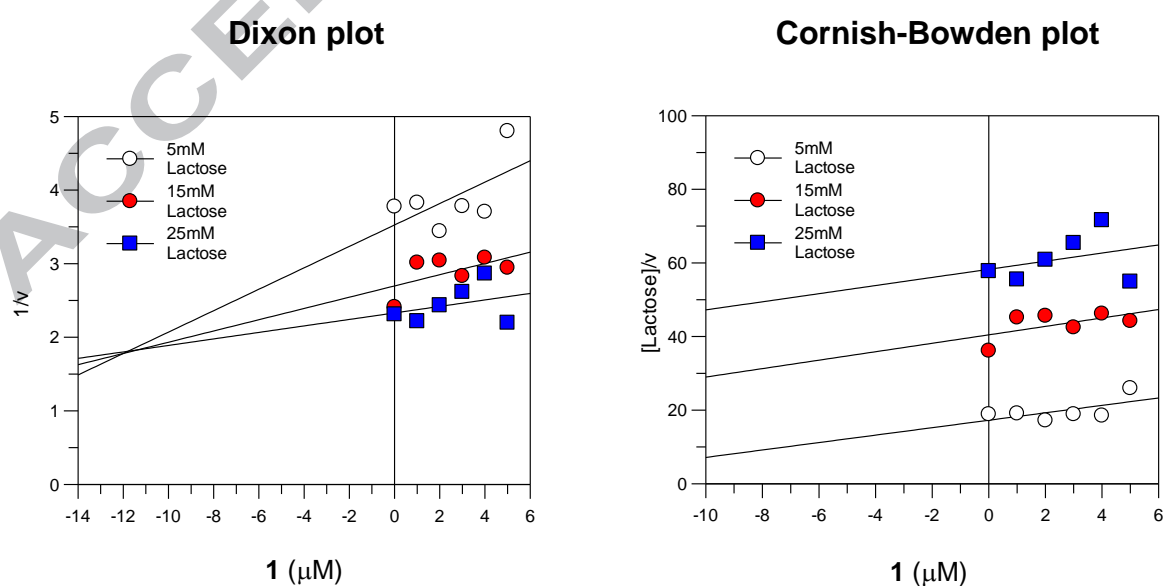 Dixon plot
Cornish-Bowden plot
ACCE
5
4
3
2
1
0
1/v
5mM
Lactose
15mM
Lactose
25mM
Lactose
-14 -12 -10 -8 -6 -4 -2 0 2 4 6
1 (μM)
100
80
60
40
20
0
[Lactose]/v
5mM
Lactose
15mM
Lactose
25mM
Lactose
-10 -8 -6 -4 -2 0 2 4 6
1 (μM)